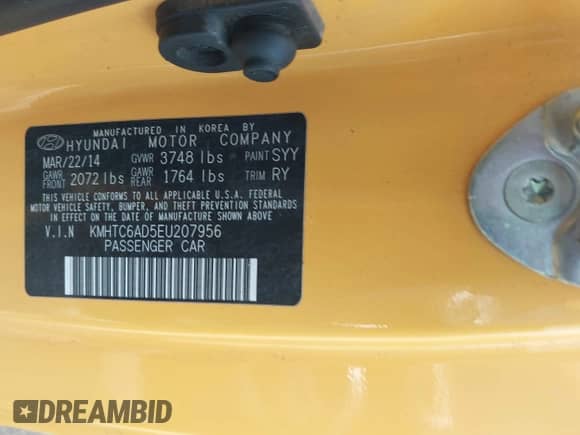 MANUFACTURED IN KOREA BY
HYUNDAI MOTOR COMPANY
MAR/22/14 GVWR 3748 lbs PAINT SYY
GAWR FRONT 2072 lbs GAWR REAR 1764 lbs TRIM RY
THIS VEHICLE CONFORMS TO ALL APPLICABLE U.S.A. FEDERAL
MOTOR VEHICLE SAFETY, BUMPER, AND THEFT PREVENTION STANDARDS
IN EFFECT ON THE DATE OF MANUFACTURE SHOWN ABOVE.
V.I.N KMHTC6AD5EU207956
PASSENGER CAR
DREAMBID